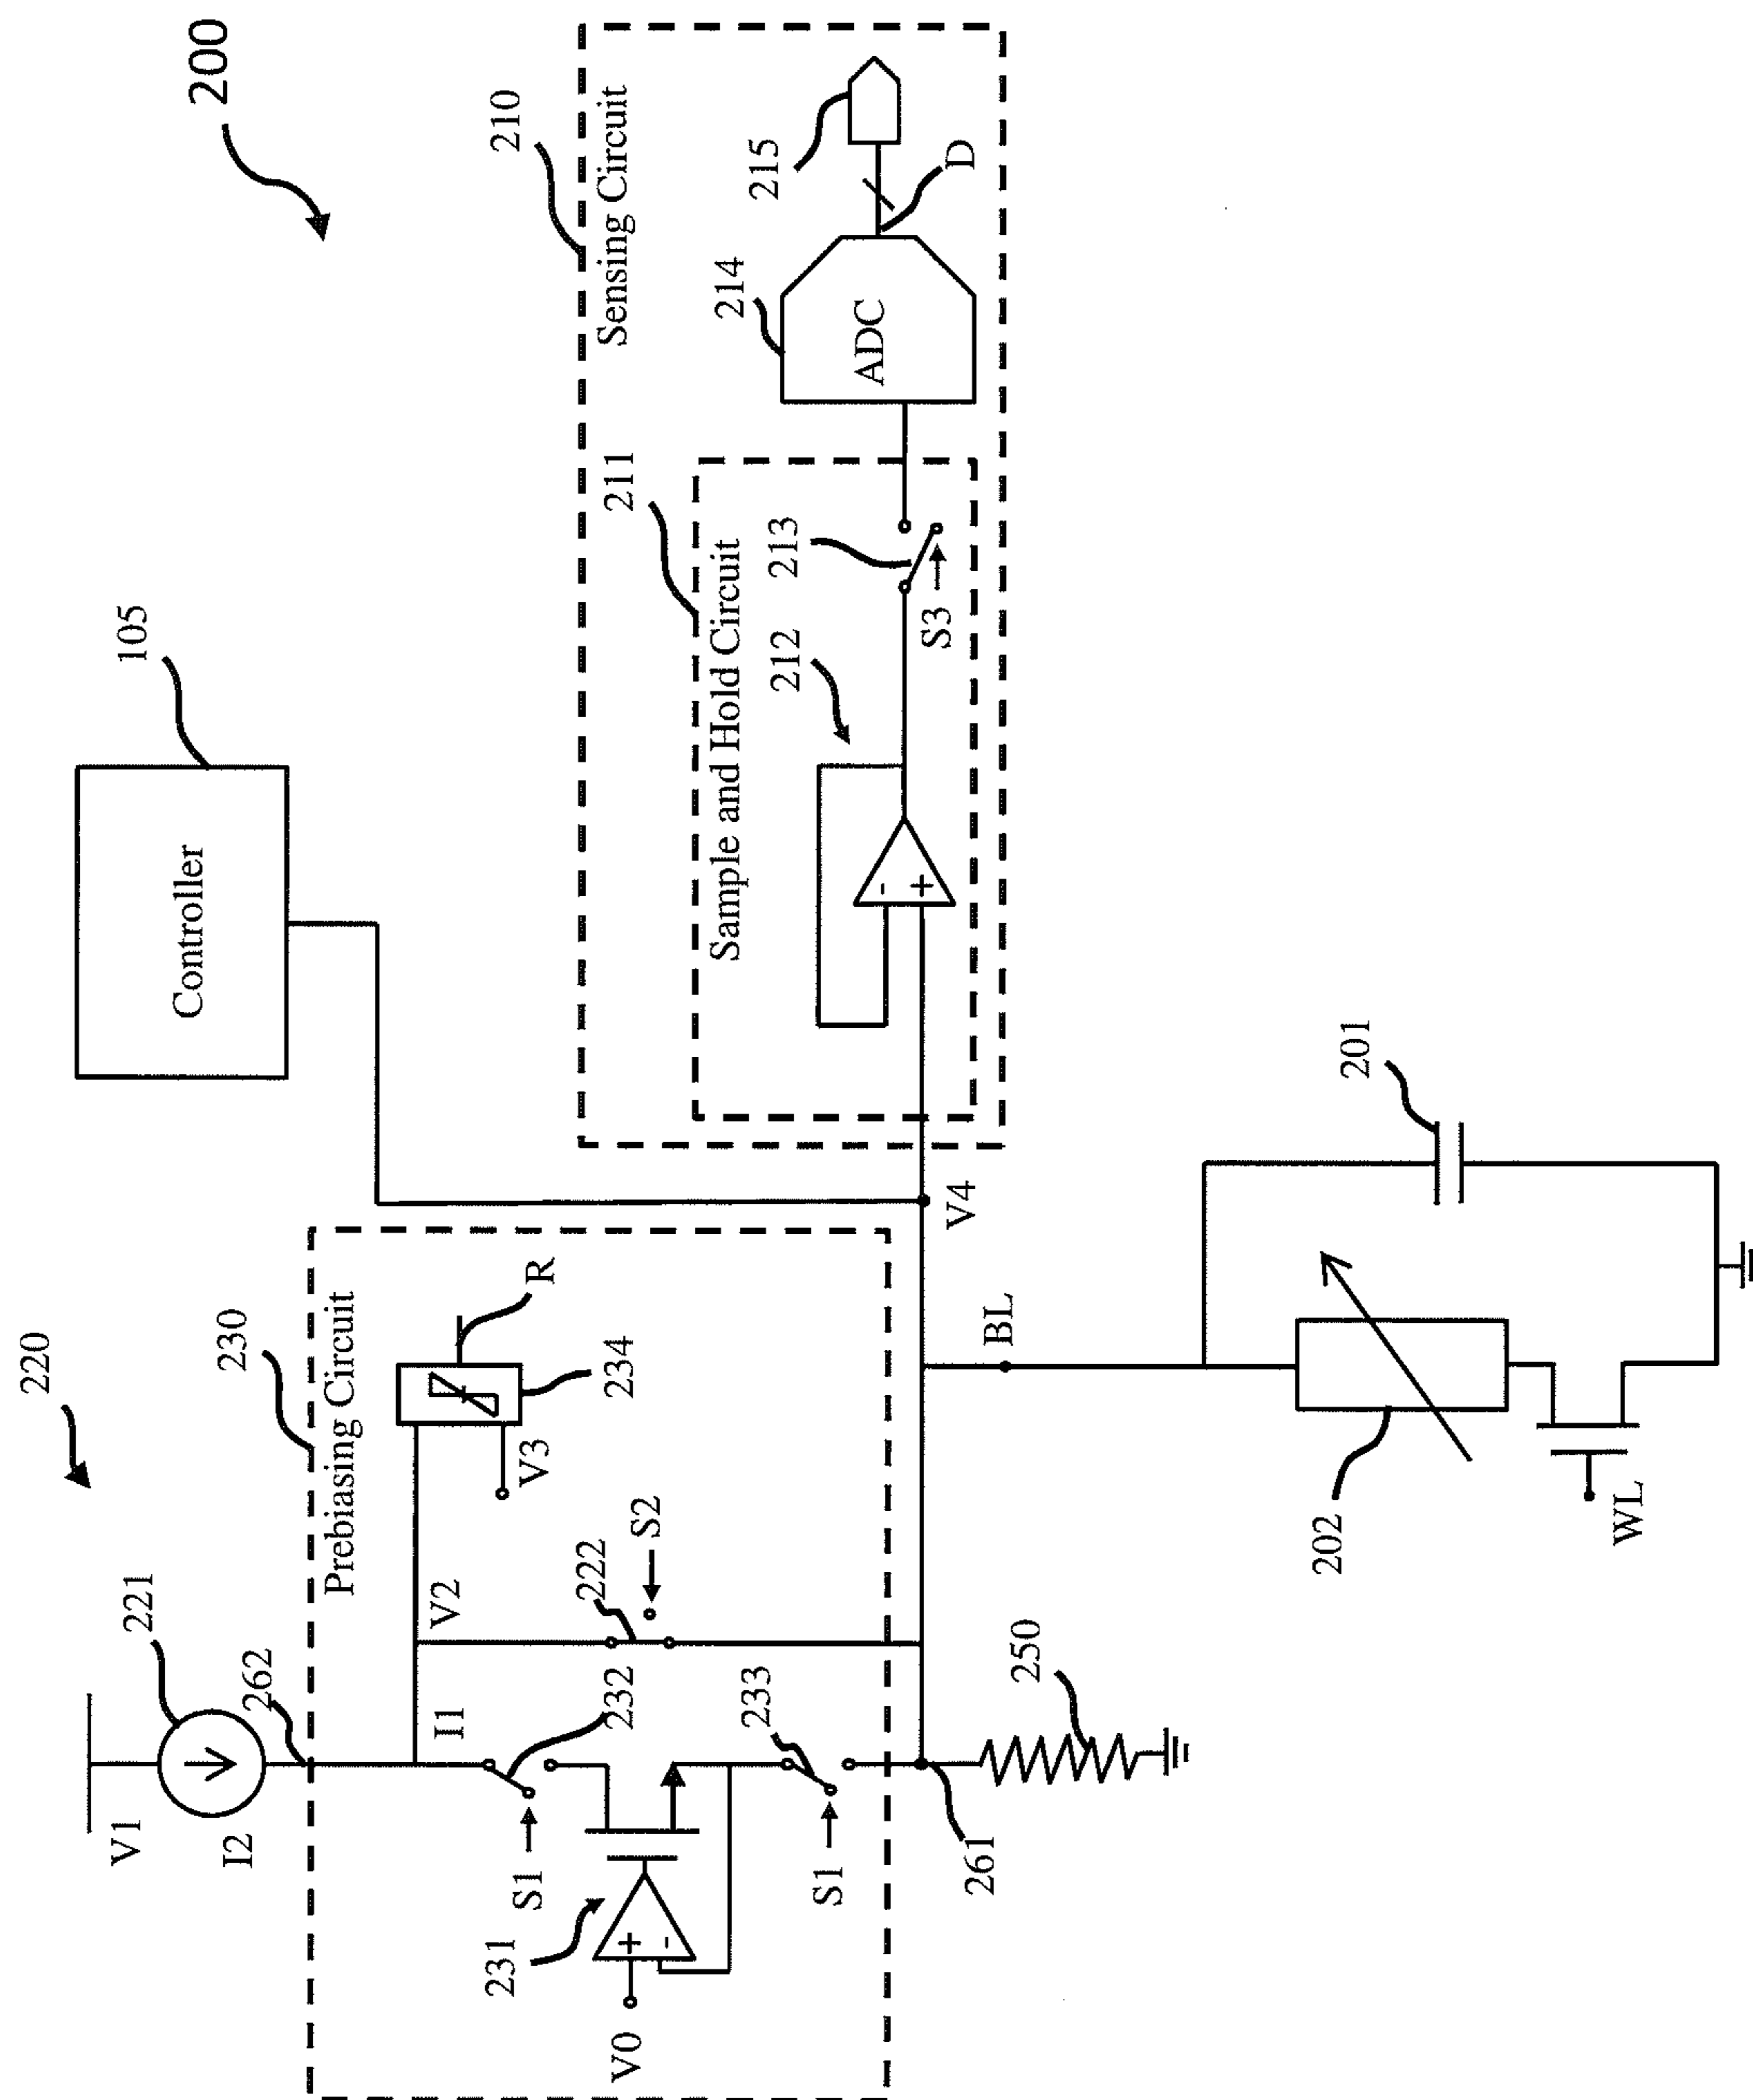 200
220
V1
I2
221
262
230
Prebiasing Circuit
I1
V2
V3
R
234
S1
232
222
S2
231
V0
+
-
S1
233
261
250
Controller
105
210
Sensing Circuit
211
Sample and Hold Circuit
212
-
+
213
S3
214
ADC
215
D
V4
BL
202
WL
201